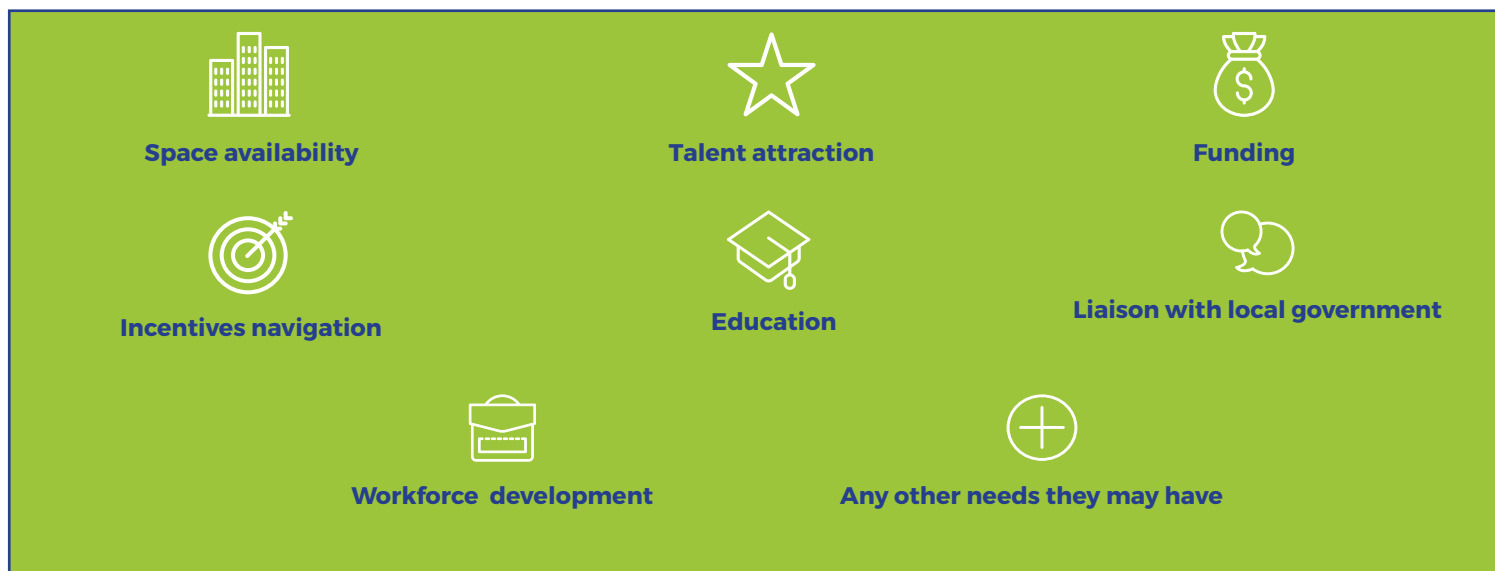 Space availability
Talent attraction
Funding
Incentives navigation
Education
Liaison with local government
Workforce  development
Any other needs they may have